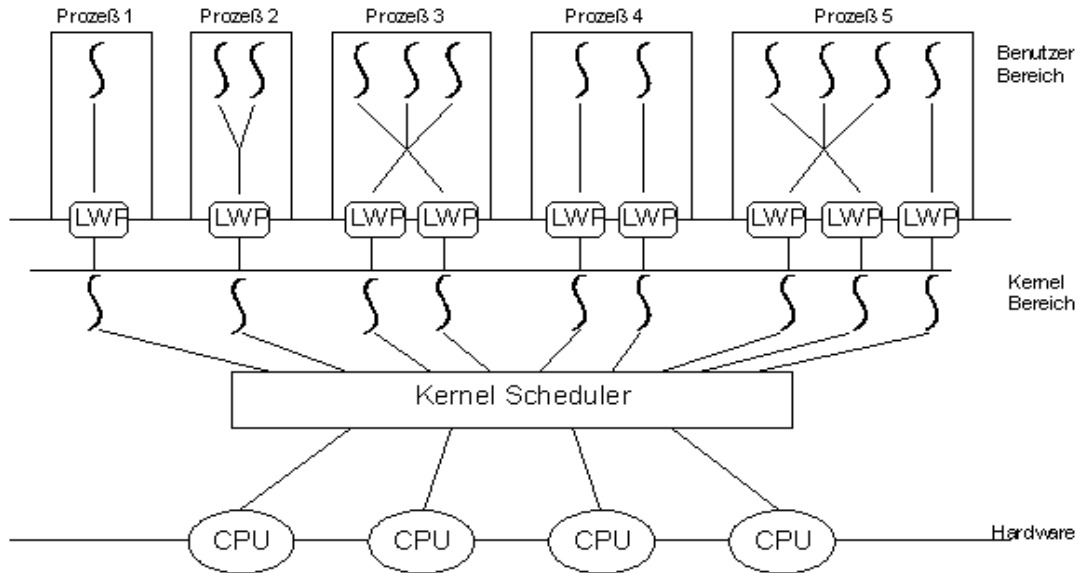 Prozeß 1
Prozeß 2
Prozeß 3
Prozeß 4
Prozeß 5
Benutzer
Bereich
LWP
LWP
LWP
LWP
LWP
LWP
LWP
LWP
LWP
Kernel
Bereich
Kernel Scheduler
CPU
CPU
CPU
CPU
Hardware